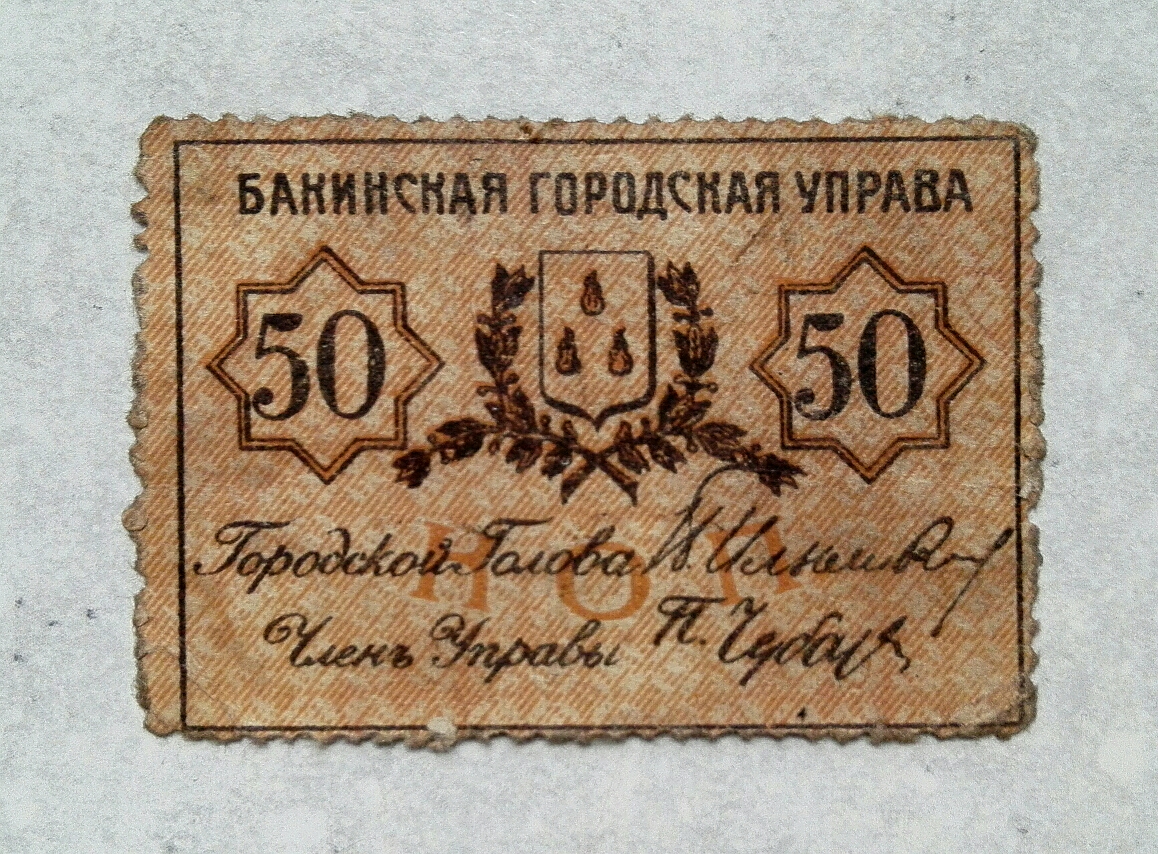 БАКИНСКАЯ ГОРОДСКАЯ УПРАВА
50 50
Городской Голова
КОП
Членъ Управы П.